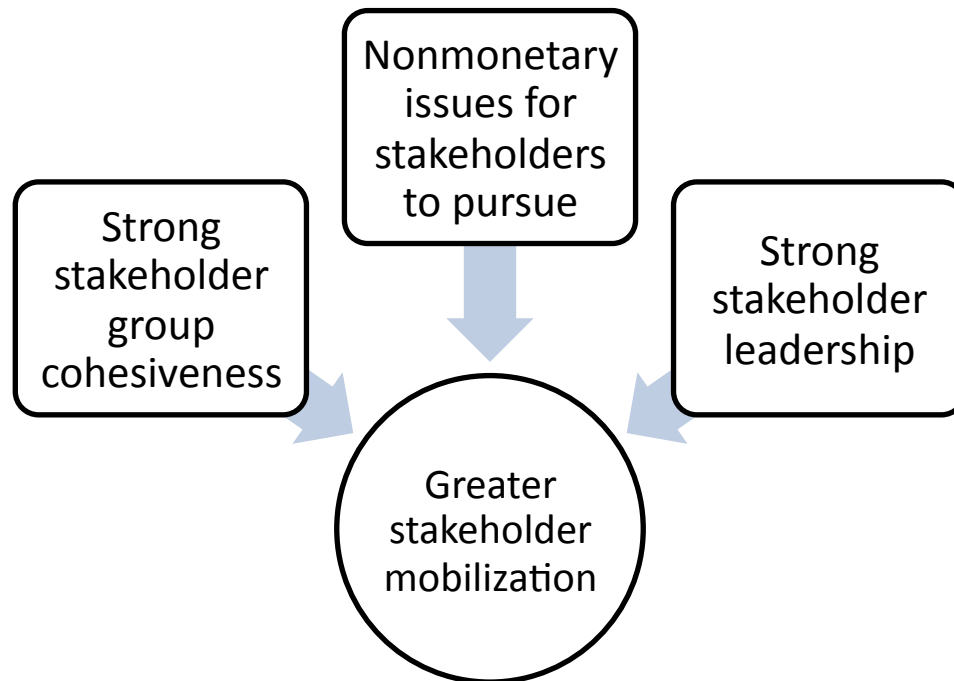 Nonmonetary
issues for
stakeholders
to pursue
Strong
stakeholder
group
cohesiveness
Strong
stakeholder
leadership
Greater
stakeholder
mobilization